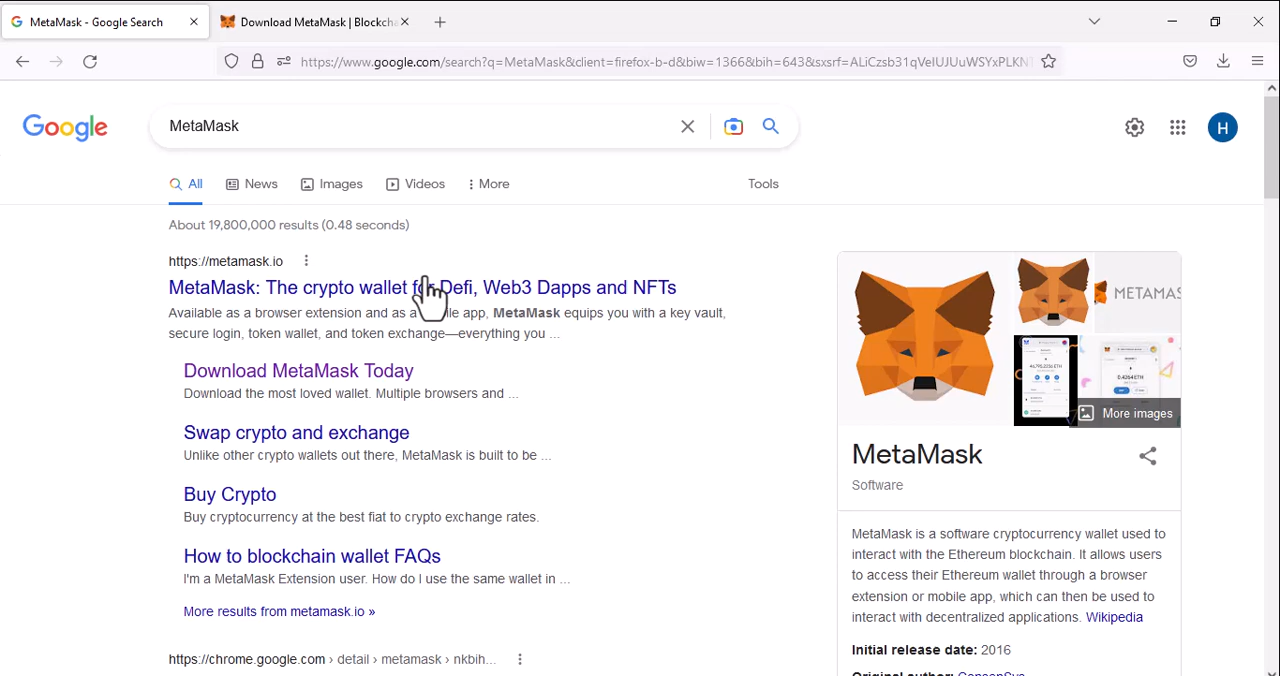 MetaMask - Google Search
Download MetaMask | Blockcha
https://www.google.com/search?q=MetaMask&client=firefox-b-d&biw=1366&bih=643&sxsrf=ALiCzsb31qVeIUJUuWSYxPLKN
Google
MetaMask
H
All
News
Images
Videos
More
Tools
About 19,800,000 results (0.48 seconds)
https://metamask.io
MetaMask: The crypto wallet for Defi, Web3 Dapps and NFTs
Available as a browser extension and as a mobile app, MetaMask equips you with a key vault,
secure login, token wallet, and token exchange—everything you ...
Download MetaMask Today
Download the most loved wallet. Multiple browsers and ...
Swap crypto and exchange
Unlike other crypto wallets out there, MetaMask is built to be ...
Buy Crypto
Buy cryptocurrency at the best fiat to crypto exchange rates.
How to blockchain wallet FAQs
I'm a MetaMask Extension user. How do I use the same wallet in ...
More results from metamask.io »
https://chrome.google.com › detail › metamask › nkbih...
METAMAS
More images
MetaMask
Software
MetaMask is a software cryptocurrency wallet used to
interact with the Ethereum blockchain. It allows users
to access their Ethereum wallet through a browser
extension or mobile app, which can then be used to
interact with decentralized applications. Wikipedia
Initial release date: 2016
Original author: ConsenSys